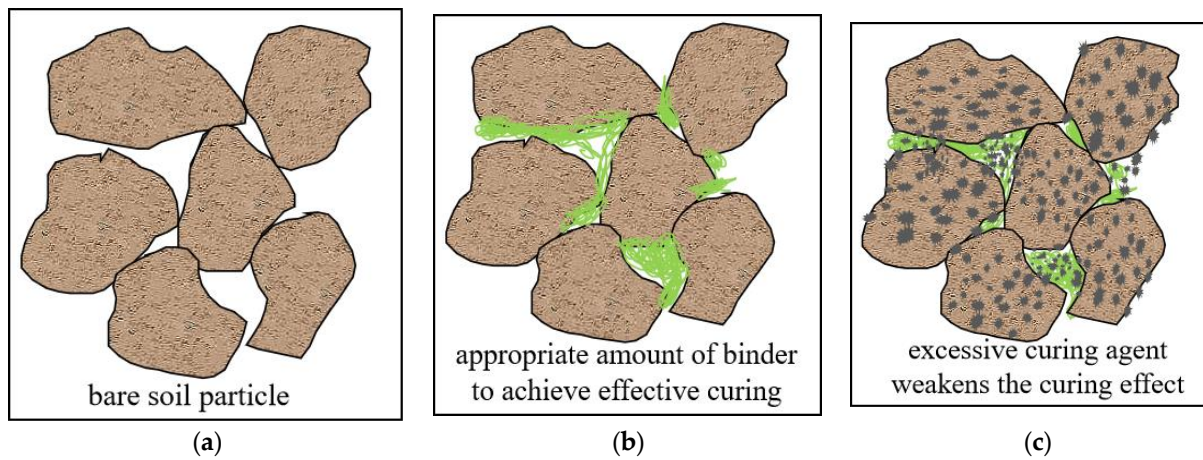 bare soil particle
(a)
appropriate amount of binder
to achieve effective curing
(b)
excessive curing agent
weakens the curing effect
(c)